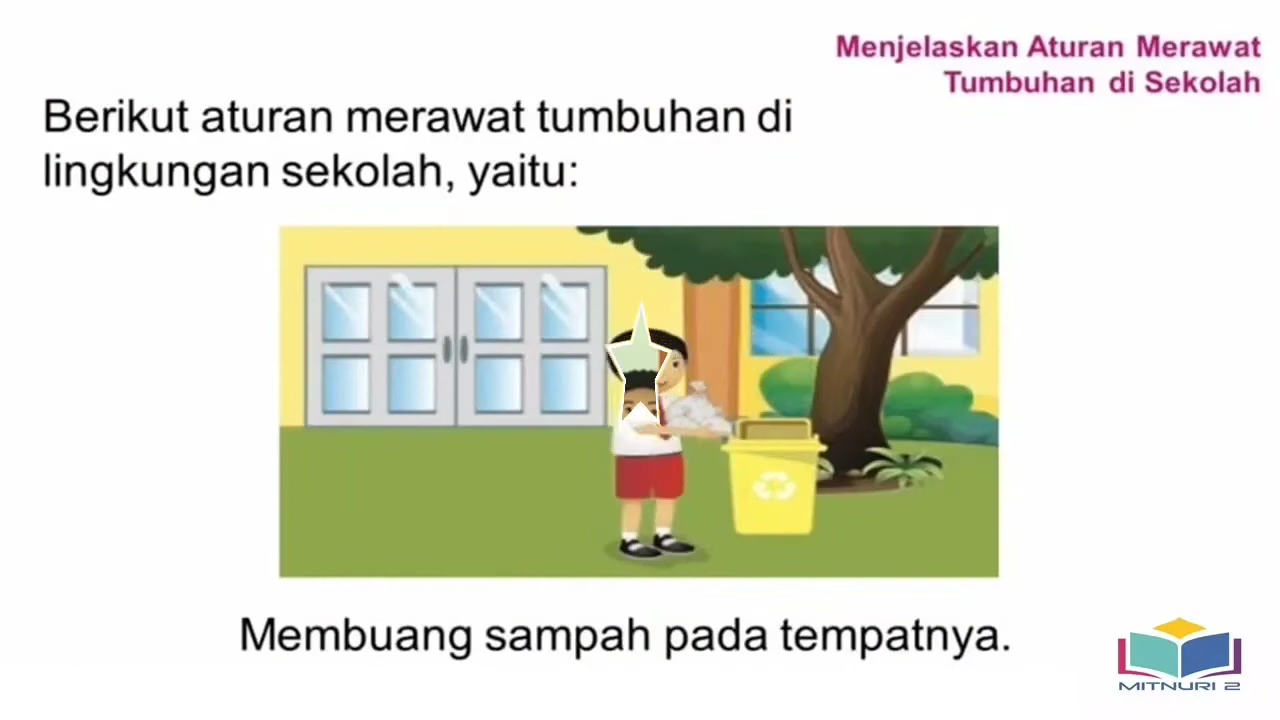 Menjelaskan Aturan Merawat
Tumbuhan di Sekolah
Berikut aturan merawat tumbuhan di
lingkungan sekolah, yaitu:
Membuang sampah pada tempatnya.
MITNURI 2